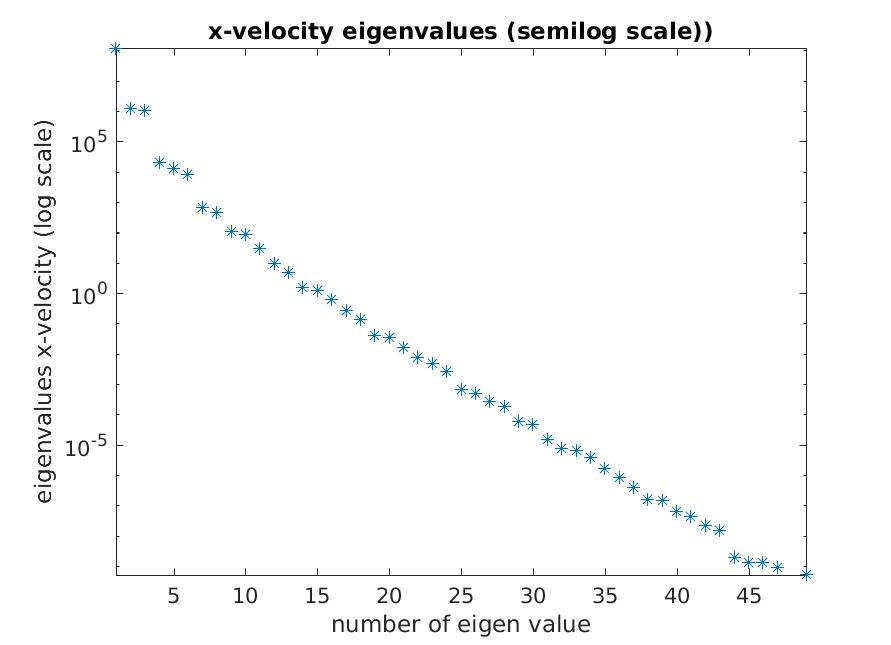 x-velocity eigenvalues (semilog scale))
eigenvalues x-velocity (log scale)
10^5
10^0
10^-5
5 10 15 20 25 30 35 40 45
number of eigen value